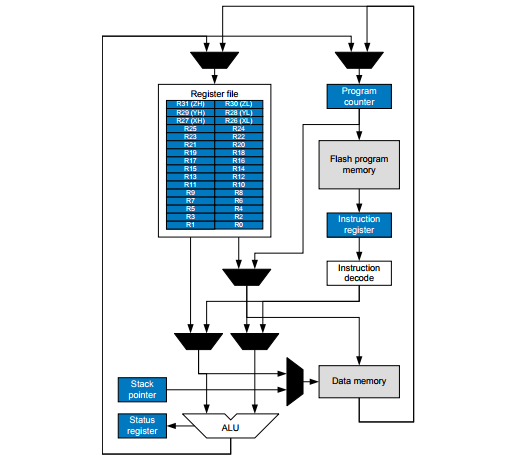 Register file
R31 (ZH) R30 (ZL)
R29 (YH) R28 (YL)
R27 (XH) R26 (XL)
R25 R24
R23 R22
R21 R20
R19 R18
R17 R16
R15 R14
R13 R12
R11 R10
R9 R8
R7 R6
R5 R4
R3 R2
R1 R0
Program
counter
Flash program
memory
Instruction
register
Instruction
decode
Stack
pointer
Data memory
Status
register
ALU